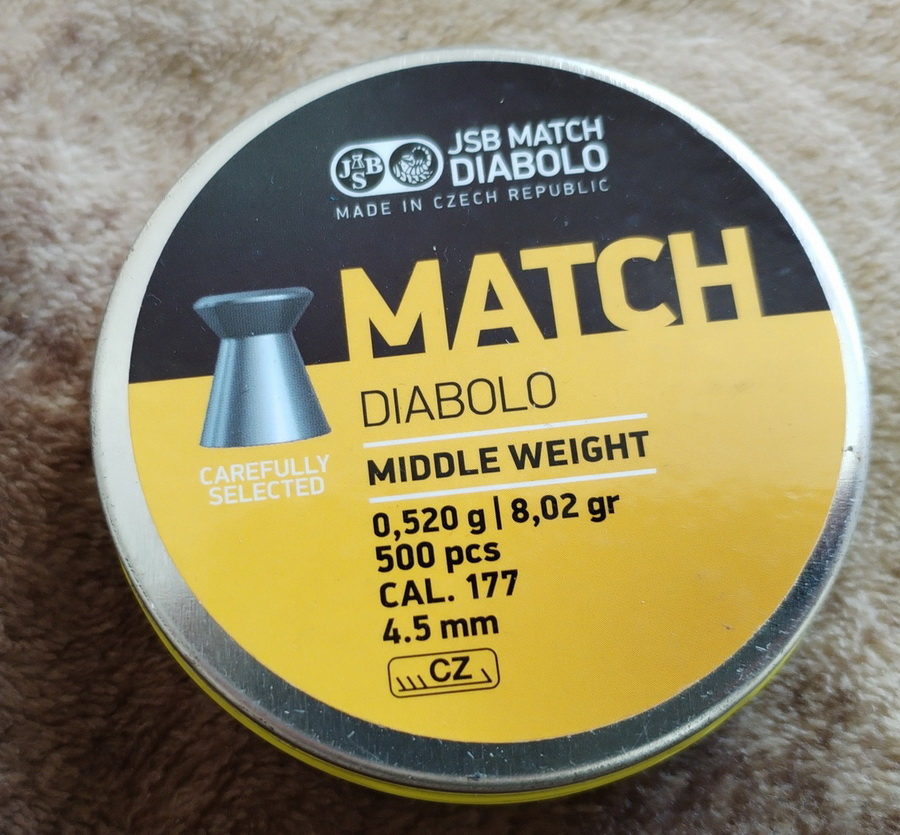 JSB
JSB MATCH
DIABOLO
MADE IN CZECH REPUBLIC
MATCH
DIABOLO
MIDDLE WEIGHT
CAREFULLY
SELECTED
0,520 g | 8,02 gr
500 pcs
CAL. 177
4.5 mm
CZ